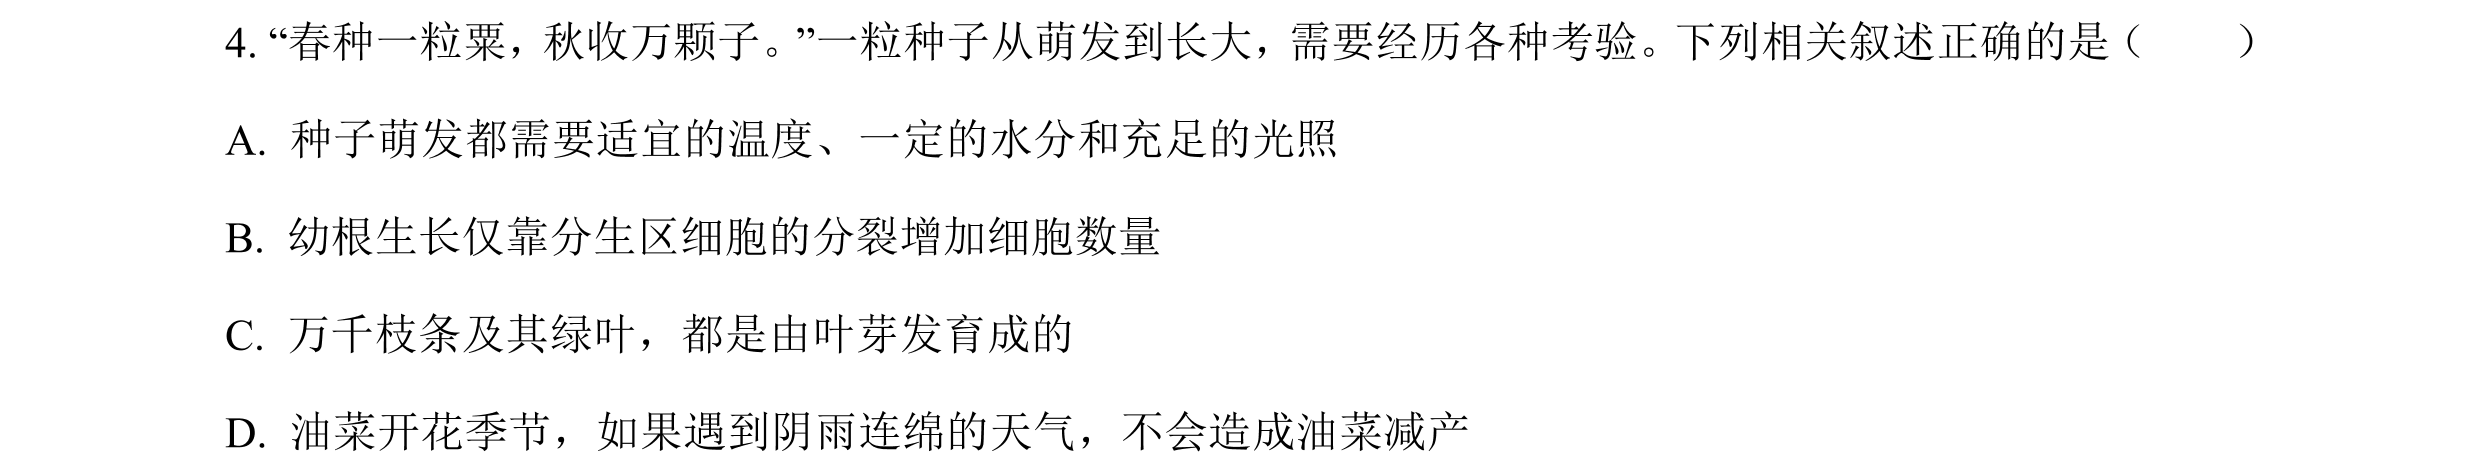 4. “春种一粒粟，秋收万颗子。”一粒种子从萌发到长大，需要经历各种考验。下列相关叙述正确的是（　　）
A. 种子萌发都需要适宜的温度、一定的水分和充足的光照
B. 幼根生长仅靠分生区细胞的分裂增加细胞数量
C. 万千枝条及其绿叶，都是由叶芽发育成的
D. 油菜开花季节，如果遇到阴雨连绵的天气，不会造成油菜减产